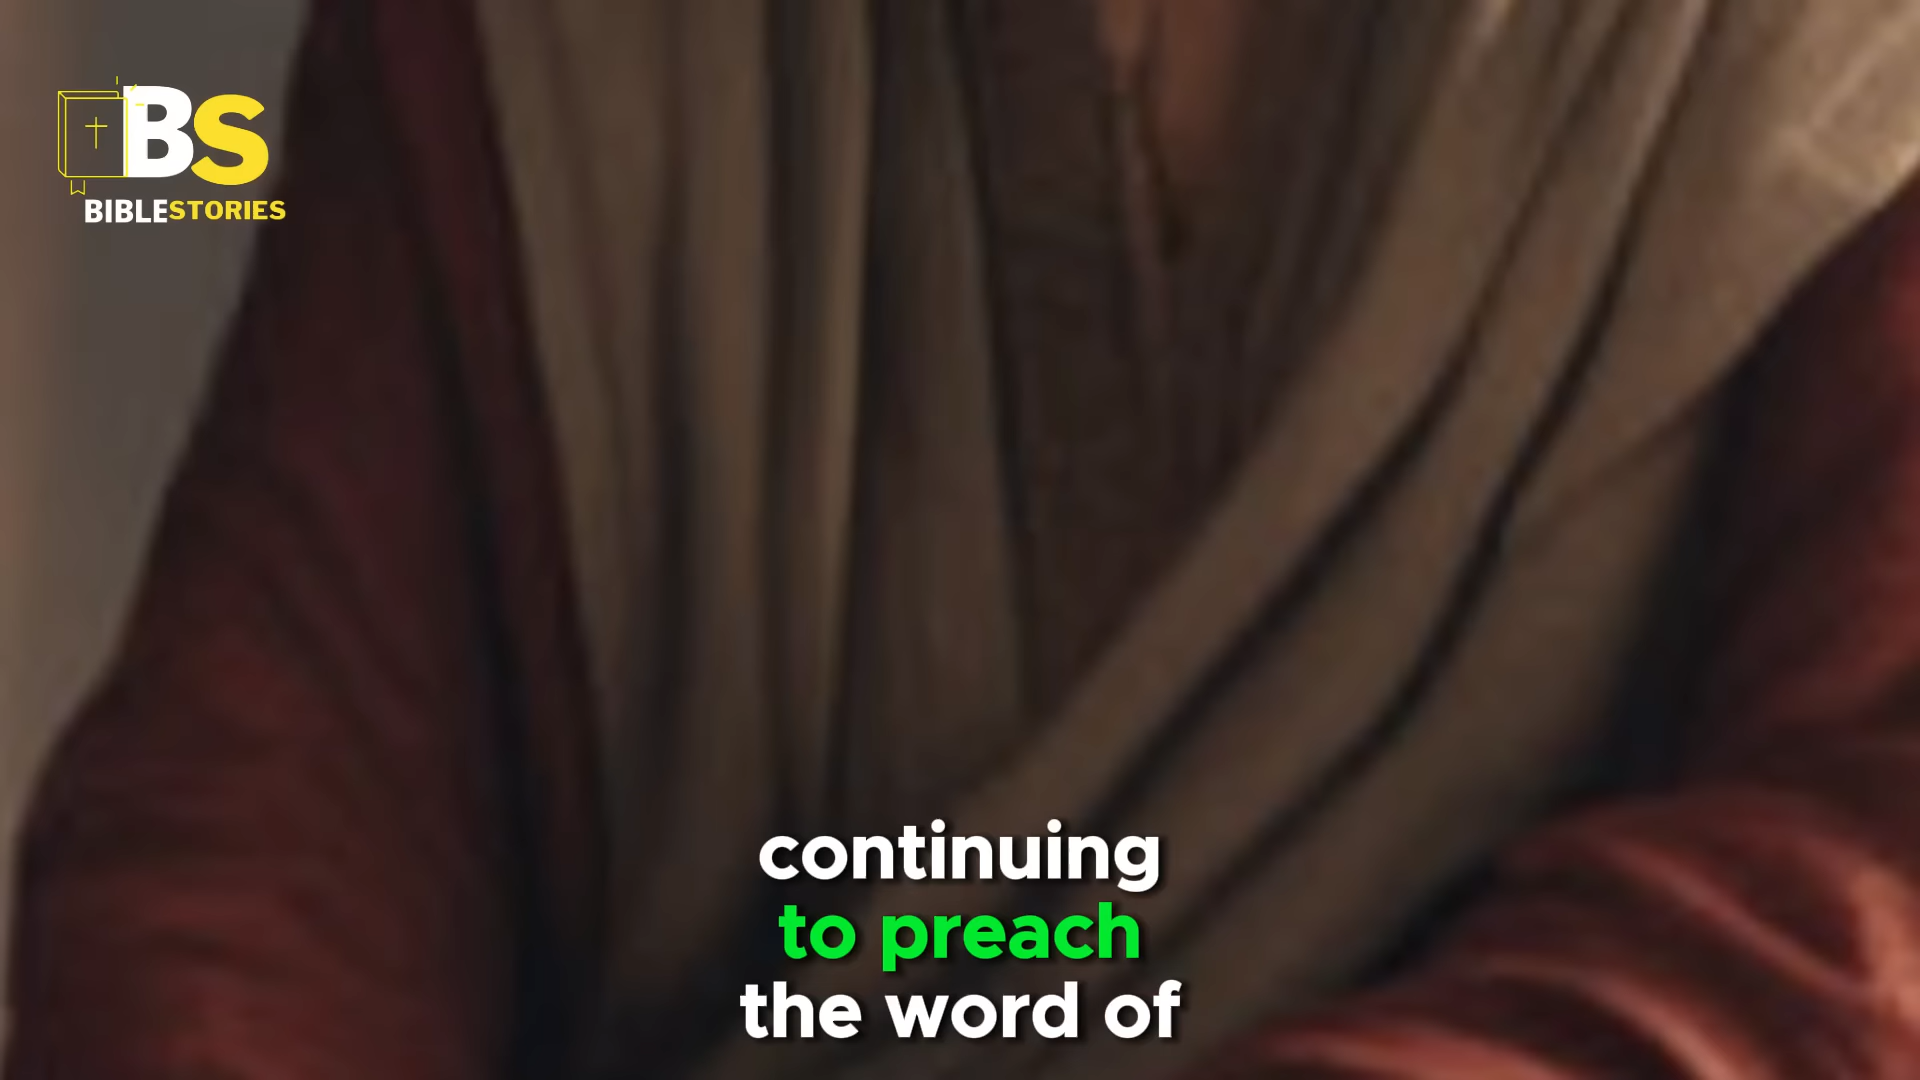 BS
BIBLESTORIES
continuing
to preach
the word of